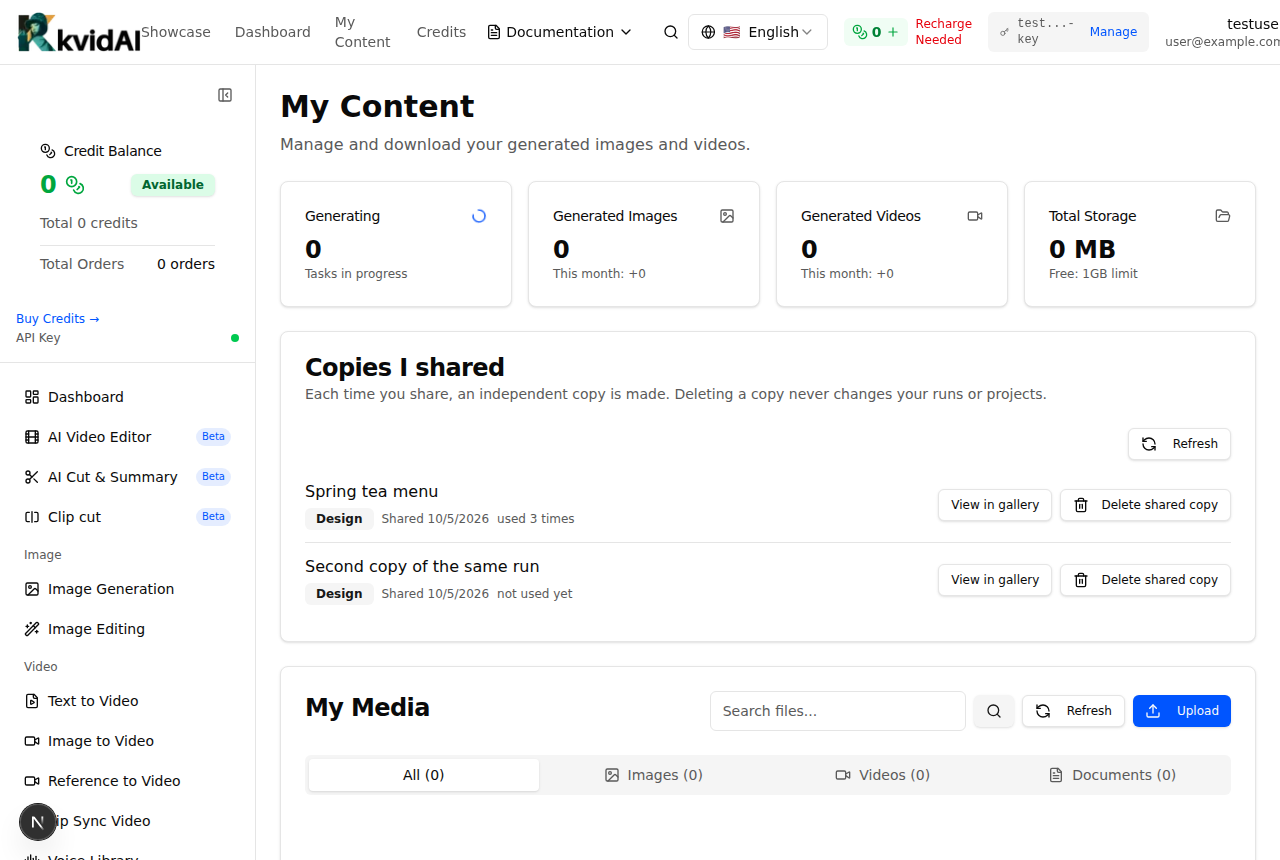 KkvidAI
Showcase
Dashboard
My Content
Credits
Documentation
English
0 +
Recharge Needed
test...-key
Manage
testuse
user@example.com
Credit Balance
0
Available
Total 0 credits
Total Orders
0 orders
Buy Credits →
API Key
Dashboard
AI Video Editor
Beta
AI Cut & Summary
Beta
Clip cut
Beta
Image
Image Generation
Image Editing
Video
Text to Video
Image to Video
Reference to Video
N
ip Sync Video
Voice Library
My Content
Manage and download your generated images and videos.
Generating
0
Tasks in progress
Generated Images
0
This month: +0
Generated Videos
0
This month: +0
Total Storage
0 MB
Free: 1GB limit
Copies I shared
Each time you share, an independent copy is made. Deleting a copy never changes your runs or projects.
Refresh
Spring tea menu
Design
Shared 10/5/2026
used 3 times
View in gallery
Delete shared copy
Second copy of the same run
Design
Shared 10/5/2026
not used yet
View in gallery
Delete shared copy
My Media
Search files...
Refresh
Upload
All (0)
Images (0)
Videos (0)
Documents (0)